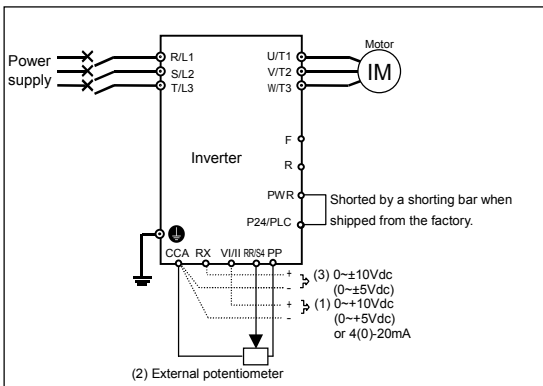 Power
supply
R/L1
S/L2
T/L3
U/T1
V/T2
W/T3
Motor
IM
Inverter
F
R
PWR
P24/PLC
Shorted by a shorting bar when
shipped from the factory.
CCA RX VI/II RR/S4 PP
+
-
(3) 0~±10Vdc
(0~±5Vdc)
+
-
(1) 0~+10Vdc
(0~+5Vdc)
or 4(0)-20mA
(2) External potentiometer